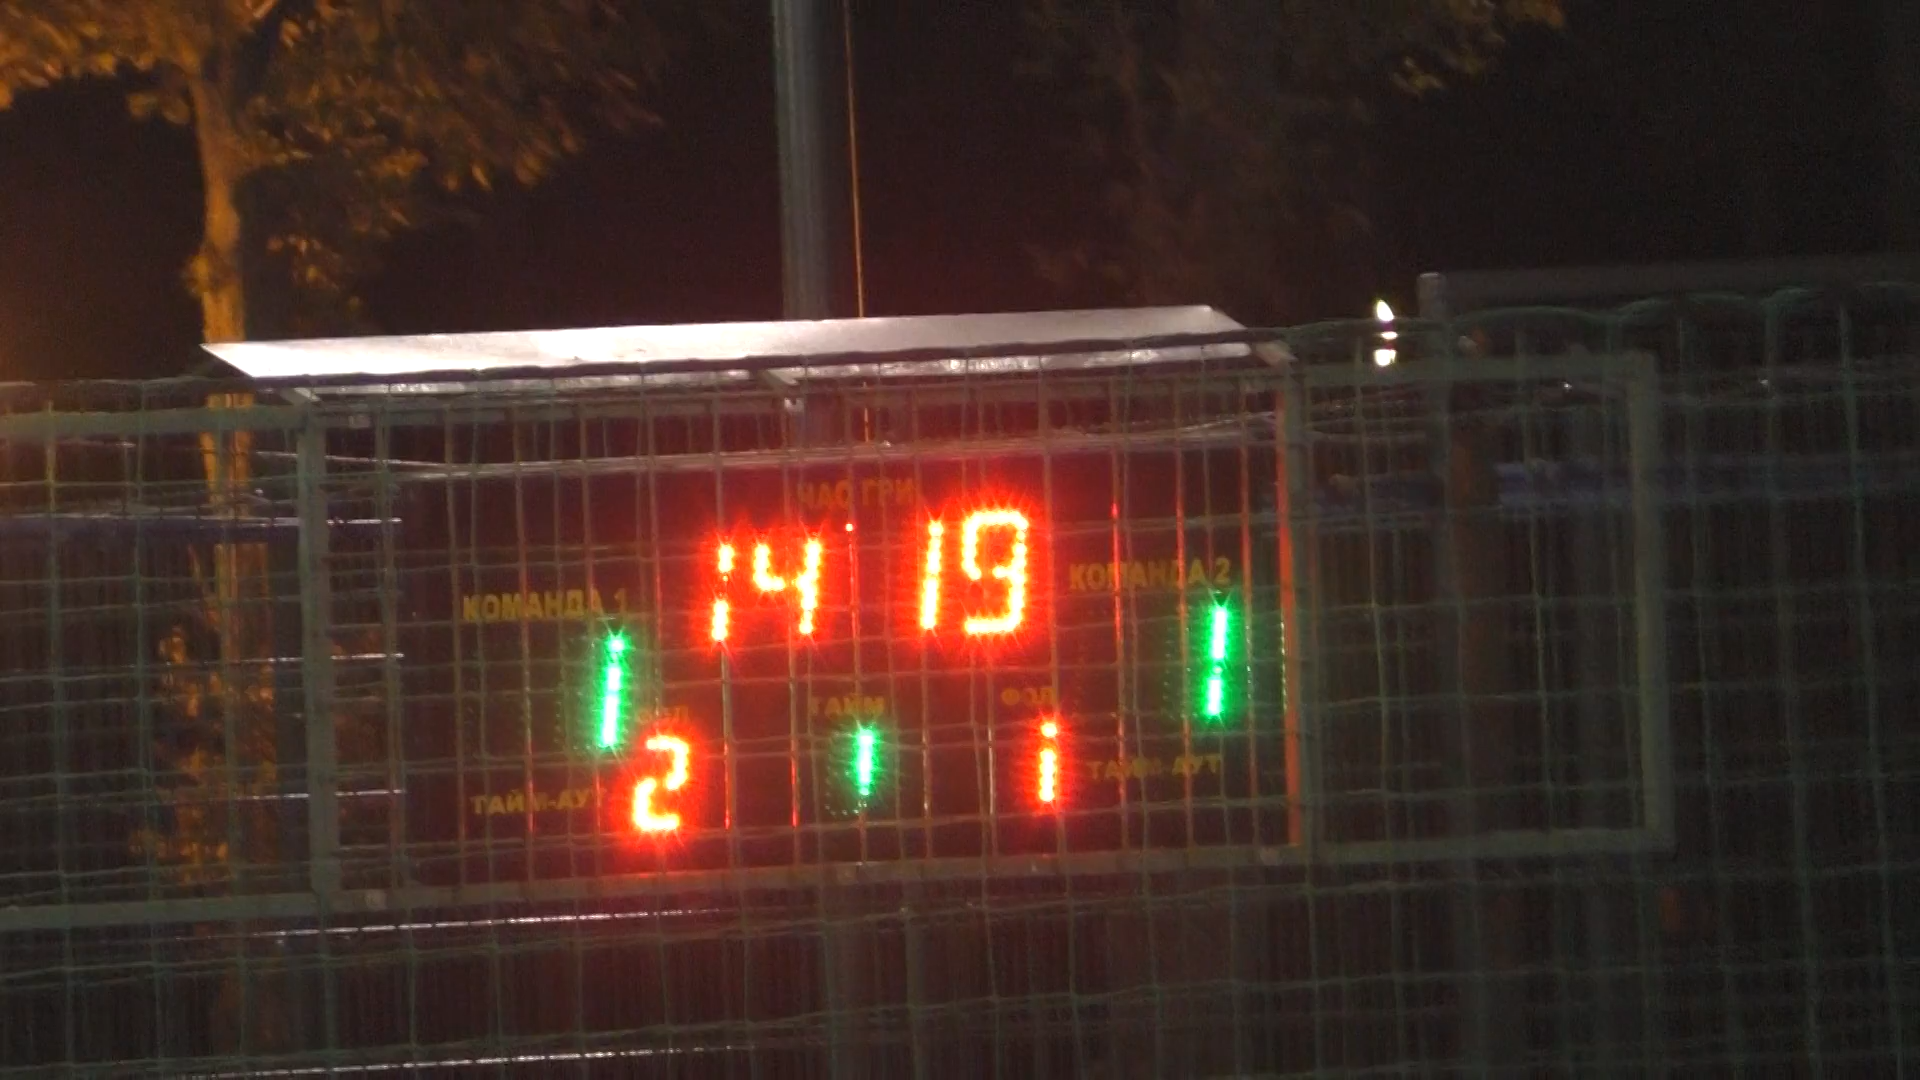 ЧАС ГРИ
14 19
КОМАНДА 1
КОМАНДА 2
1
1
ФОЛ
ТАЙМ
ФОЛ
2
1
1
ТАЙМ-АУТ
ТАЙМ-АУТ